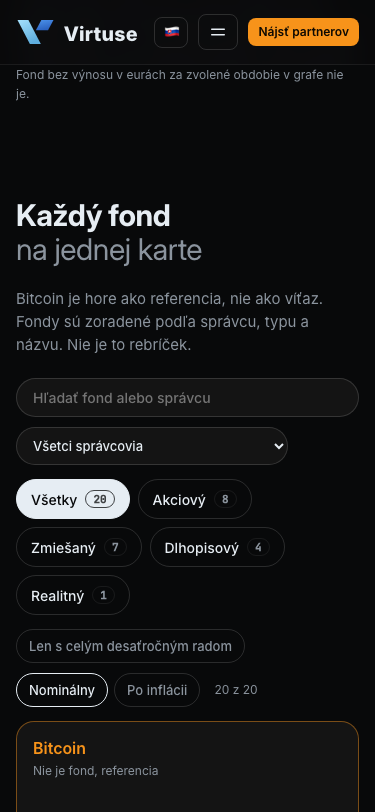 Virtuse
Nájsť partnerov
Fond bez výnosu v eurách za zvolené obdobie v grafe nie
je.
Každý fond
na jednej karte
Bitcoin je hore ako referencia, nie ako víťaz.
Fondy sú zoradené podľa správcu, typu a
názvu. Nie je to rebríček.
Hľadať fond alebo správcu
Všetci správcovia
Všetky 20
Akciový 8
Zmiešaný 7
Dlhopisový 4
Realitný 1
Len s celým desaťročným radom
Nominálny
Po inflácii
20 z 20
Bitcoin
Nie je fond, referencia